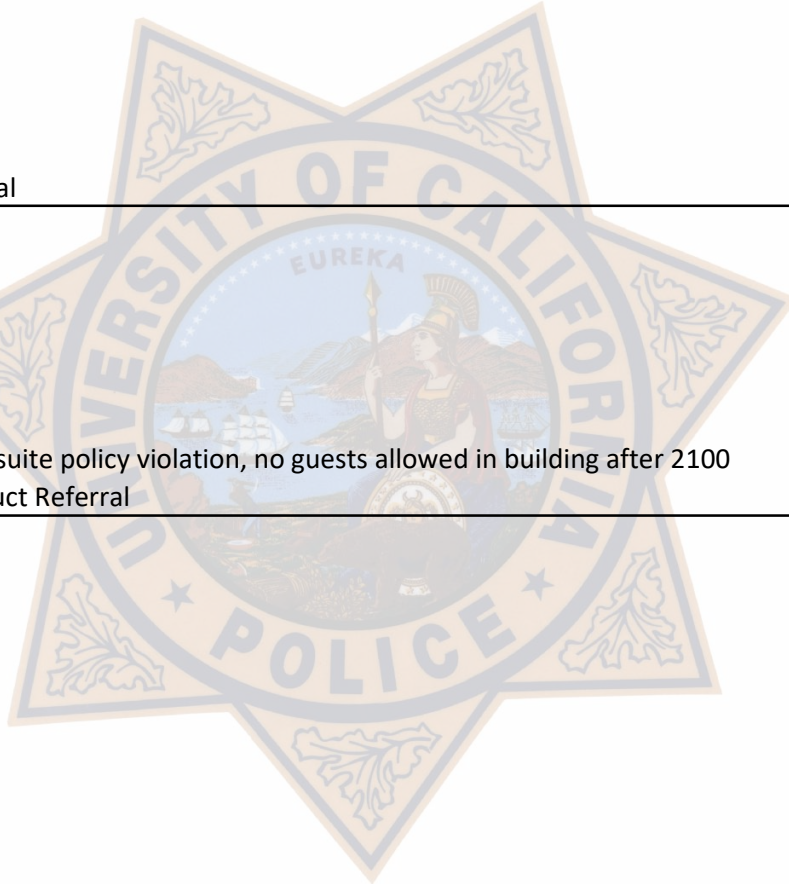 al
suite policy violation, no guests allowed in building after 2100
uct Referral
UNIVERSITY OF CALIFORNIA
EUREKA
★ POLICE ★